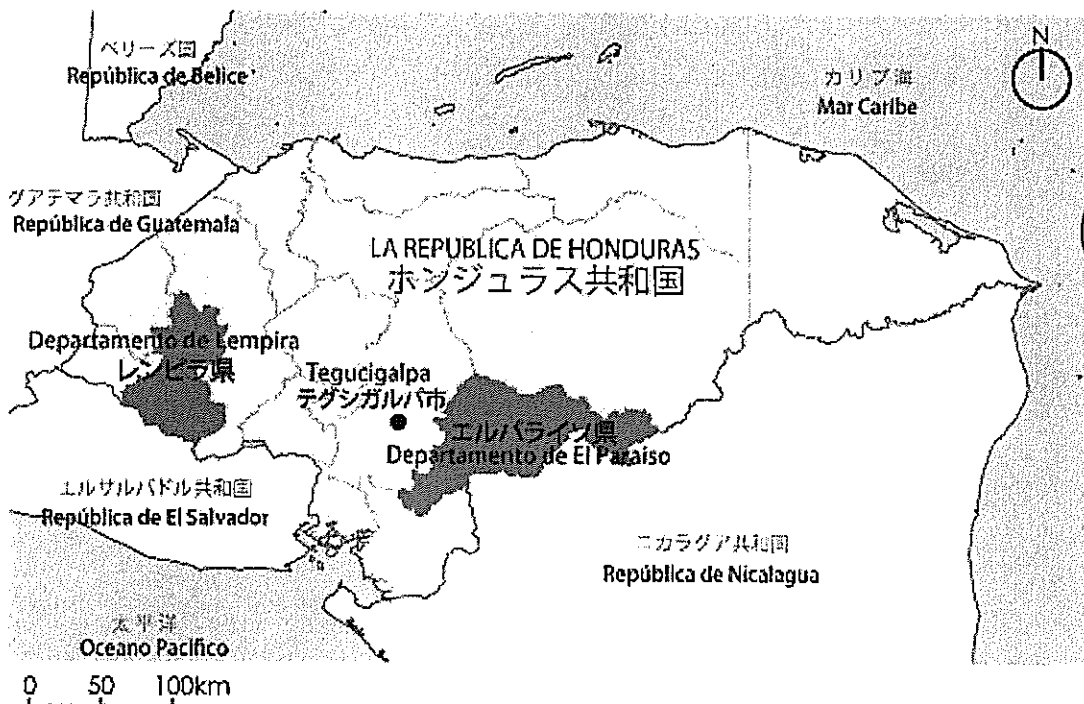 ベリーズ国
República de Belice
N
カリブ海
Mar Caribe
グアテマラ共和国
República de Guatemala
LA REPUBLICA DE HONDURAS
ホンジュラス共和国
Departamento de Lempira
レンピラ県
Tegucigalpa
テグシガルパ市
エルパライソ県
Departamento de El Paraiso
エルサルバドル共和国
República de El Salvador
ニカラグア共和国
República de Nicalagua
太平洋
Oceano Pacifico
0 50 100km